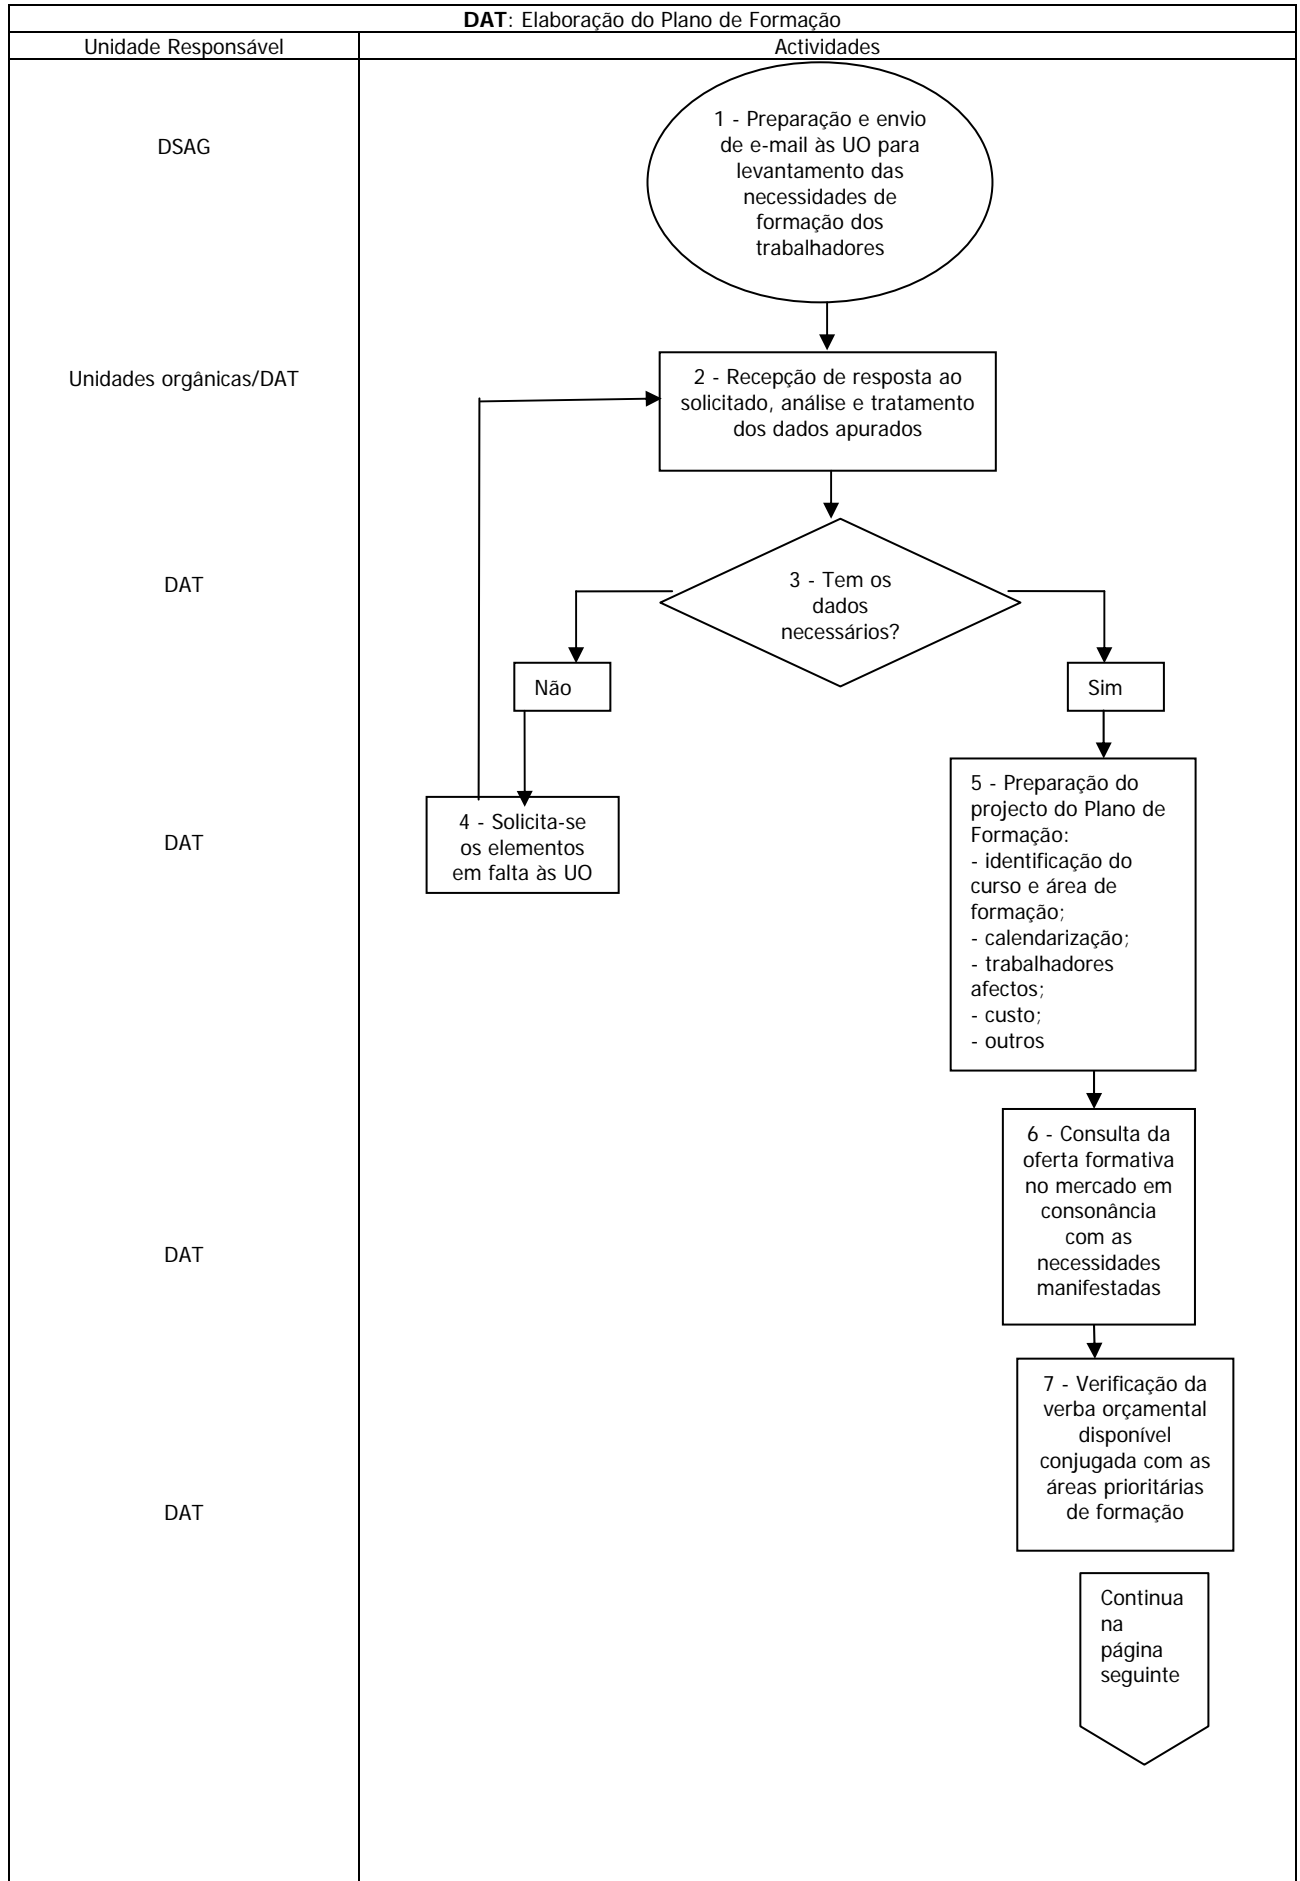 DAT: Elaboração do Plano de Formação
Unidade Responsável
Actividades
DSAG
1 - Preparação e envio
de e-mail às UO para
levantamento das
necessidades de
formação dos
trabalhadores
Unidades orgânicas/DAT
2 - Recepção de resposta ao
solicitado, análise e tratamento
dos dados apurados
DAT
3 - Tem os
dados
necessários?
Não
Sim
DAT
4 - Solicita-se
os elementos
em falta às UO
5 - Preparação do
projecto do Plano de
Formação:
- identificação do
curso e área de
formação;
- calendarização;
- trabalhadores
afectos;
- custo;
- outros
DAT
6 - Consulta da
oferta formativa
no mercado em
consonância
com as
necessidades
manifestadas
DAT
7 - Verificação da
verba orçamental
disponível
conjugada com as
áreas prioritárias
de formação
Continua
na
página
seguinte